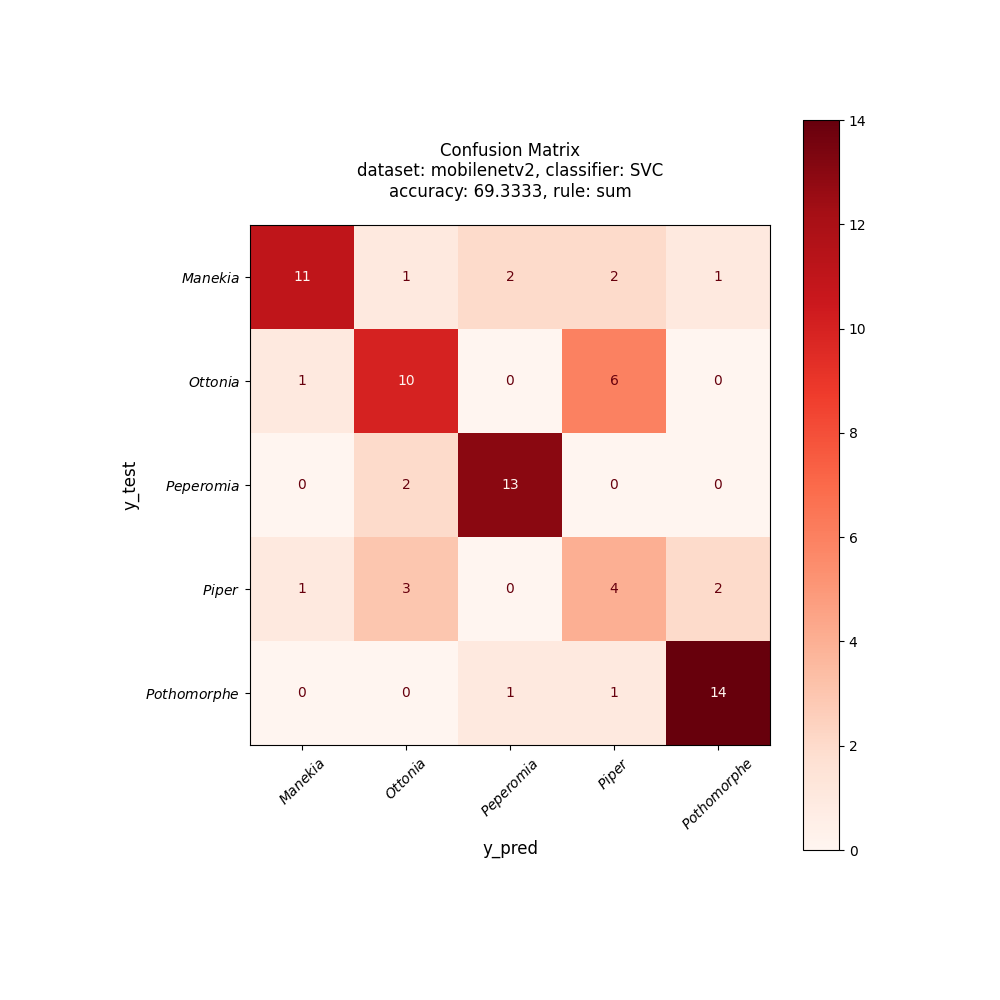 Confusion Matrix
dataset: mobilenetv2, classifier: SVC
accuracy: 69.3333, rule: sum
14
12
10
8
6
4
2
0
y_test
Manekia 11 1 2 2 1
Ottonia 1 10 0 6 0
Peperomia 0 2 13 0 0
Piper 1 3 0 4 2
Pothomorphe 0 0 1 1 14
Manekia Ottonia Peperomia Piper Pothomorphe
y_pred